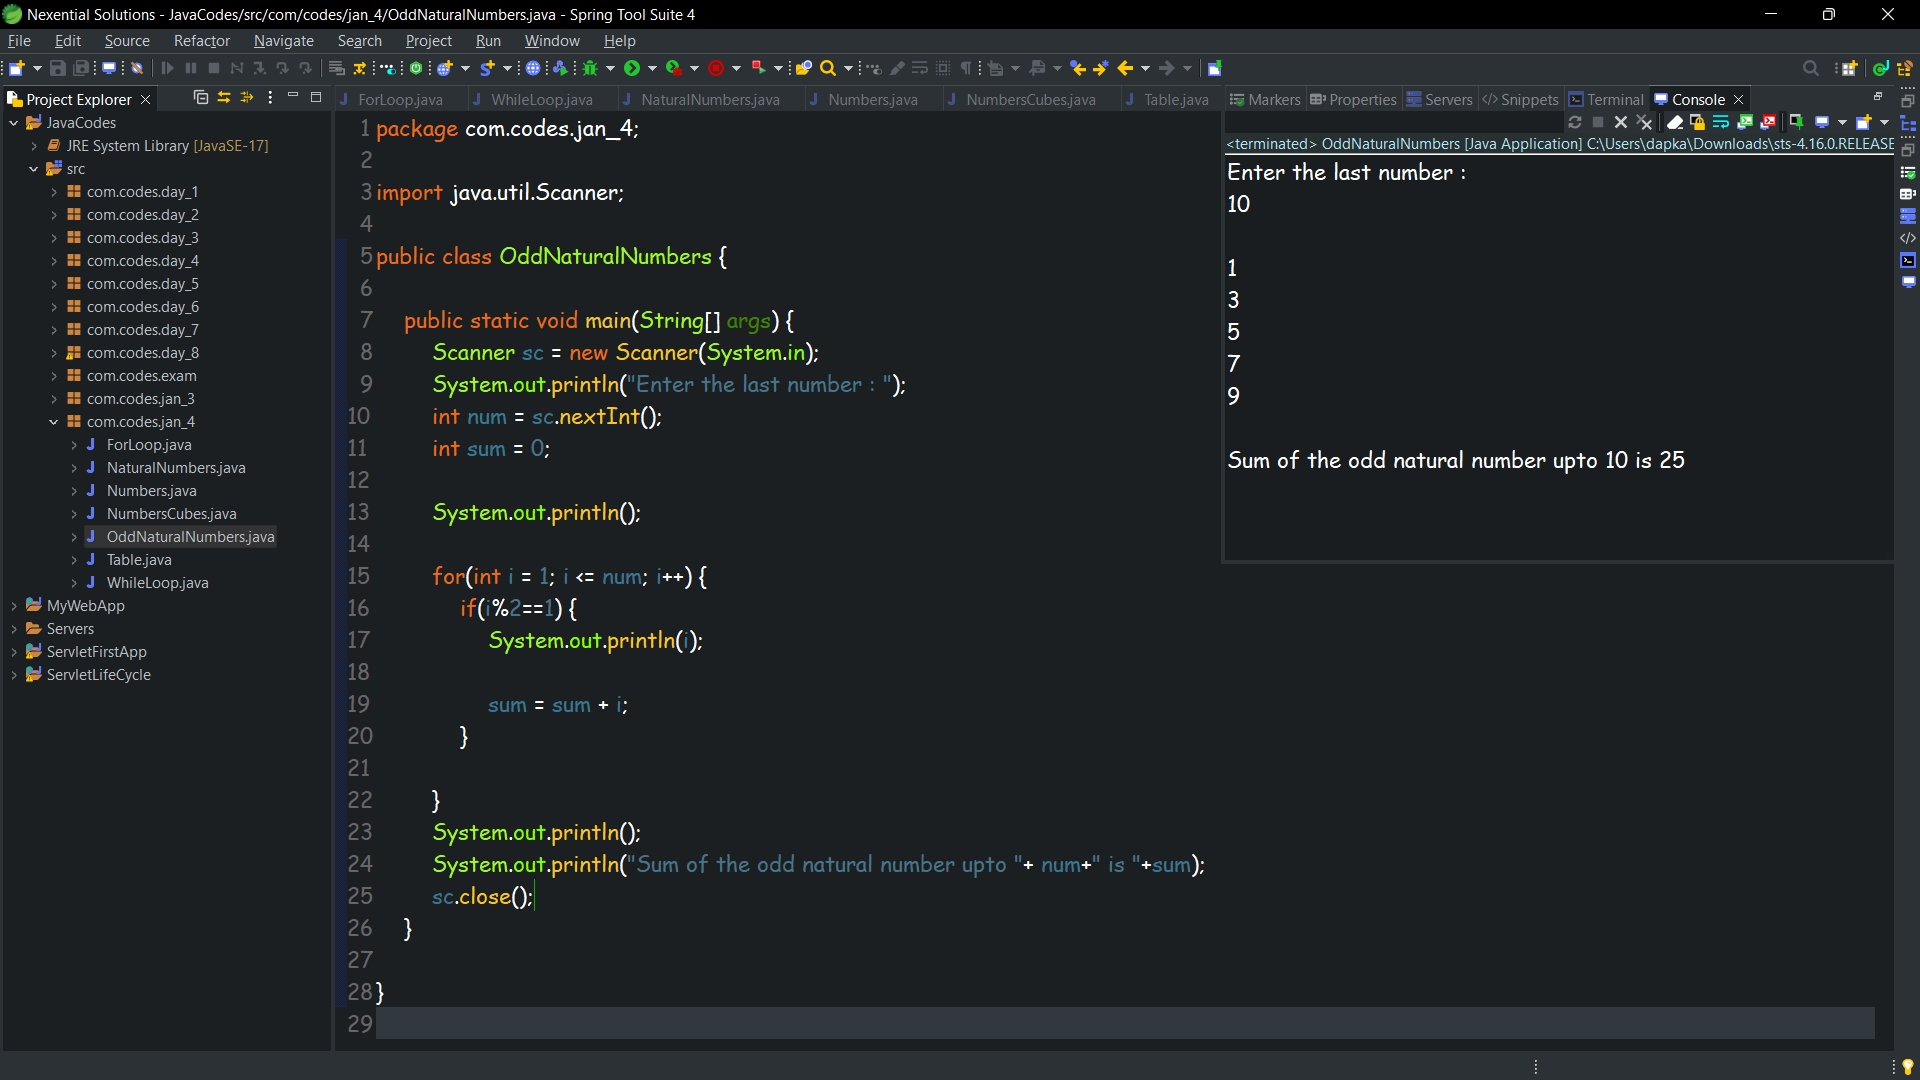 Nexential Solutions - JavaCodes/src/com/codes/jan_4/OddNaturalNumbers.java - Spring Tool Suite 4
File Edit Source Refactor Navigate Search Project Run Window Help
Project Explorer
JavaCodes
JRE System Library [JavaSE-17]
src
com.codes.day_1
com.codes.day_2
com.codes.day_3
com.codes.day_4
com.codes.day_5
com.codes.day_6
com.codes.day_7
com.codes.day_8
com.codes.exam
com.codes.jan_3
com.codes.jan_4
ForLoop.java
NaturalNumbers.java
Numbers.java
NumbersCubes.java
OddNaturalNumbers.java
Table.java
WhileLoop.java
MyWebApp
Servers
ServletFirstApp
ServletLifeCycle
ForLoop.java WhileLoop.java NaturalNumbers.java Numbers.java NumbersCubes.java Table.java
1 package com.codes.jan_4;
2
3 import java.util.Scanner;
4
5 public class OddNaturalNumbers {
6
7 public static void main(String[] args) {
8 Scanner sc = new Scanner(System.in);
9 System.out.println("Enter the last number : ");
10 int num = sc.nextInt();
11 int sum = 0;
12
13 System.out.println();
14
15 for(int i = 1; i <= num; i++) {
16 if(i%2==1) {
17 System.out.println(i);
18
19 sum = sum + i;
20 }
21
22 }
23 System.out.println();
24 System.out.println("Sum of the odd natural number upto "+ num+" is "+sum);
25 sc.close();
26 }
27
28 }
29
Markers Properties Servers Snippets Terminal Console
<terminated> OddNaturalNumbers [Java Application] C:\Users\dapka\Downloads\sts-4.16.0.RELEASE
Enter the last number :
10
1
3
5
7
9
Sum of the odd natural number upto 10 is 25